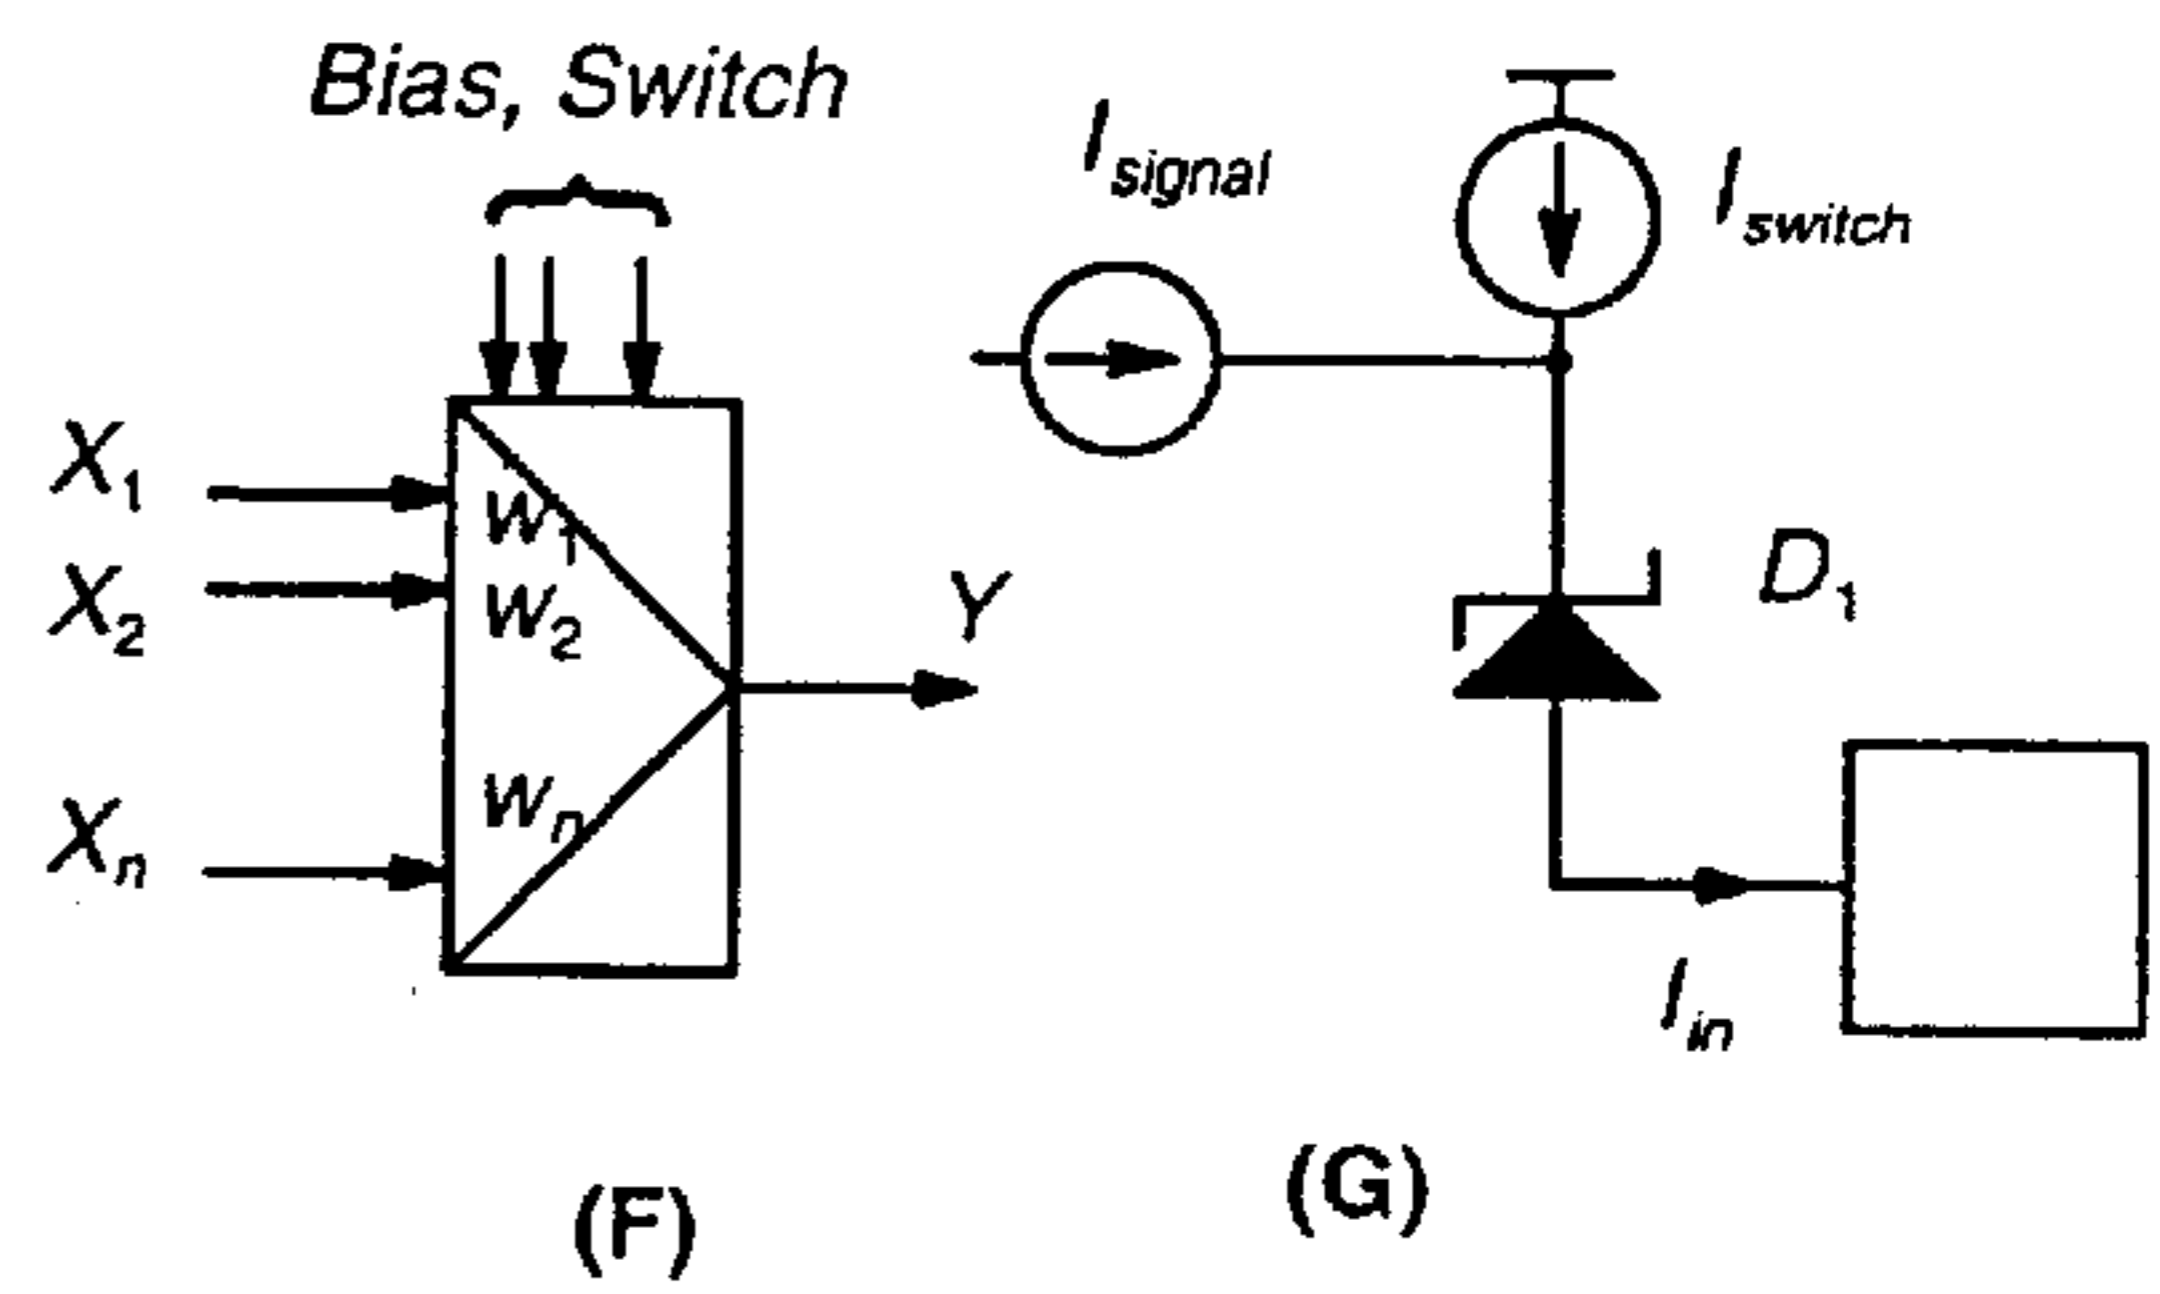 Bias, Switch
X1
X2
Xn
W1
W2
Wn
Y
(F)
Isignal
Iswitch
D1
Iin
(G)